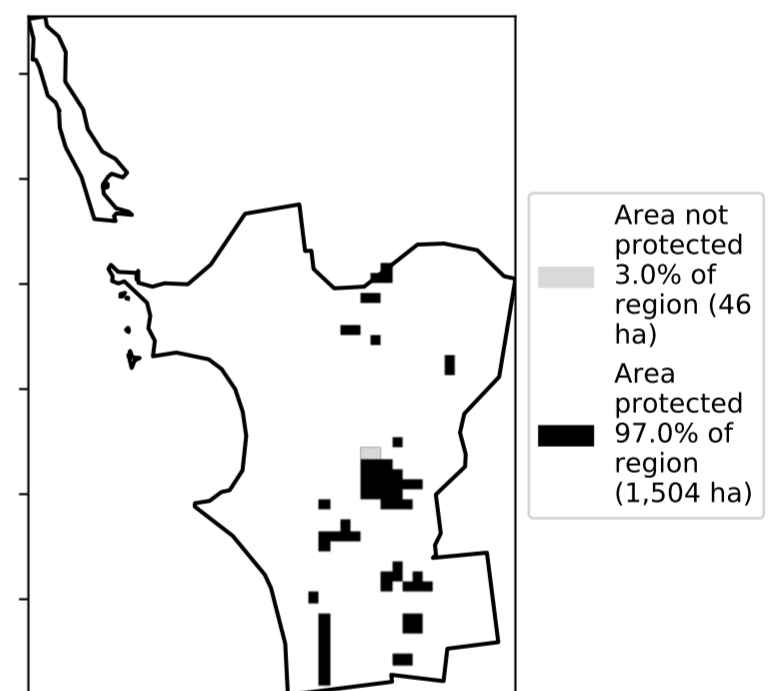 Area not
protected
3.0% of
region (46
ha)
Area
protected
97.0% of
region
(1,504 ha)